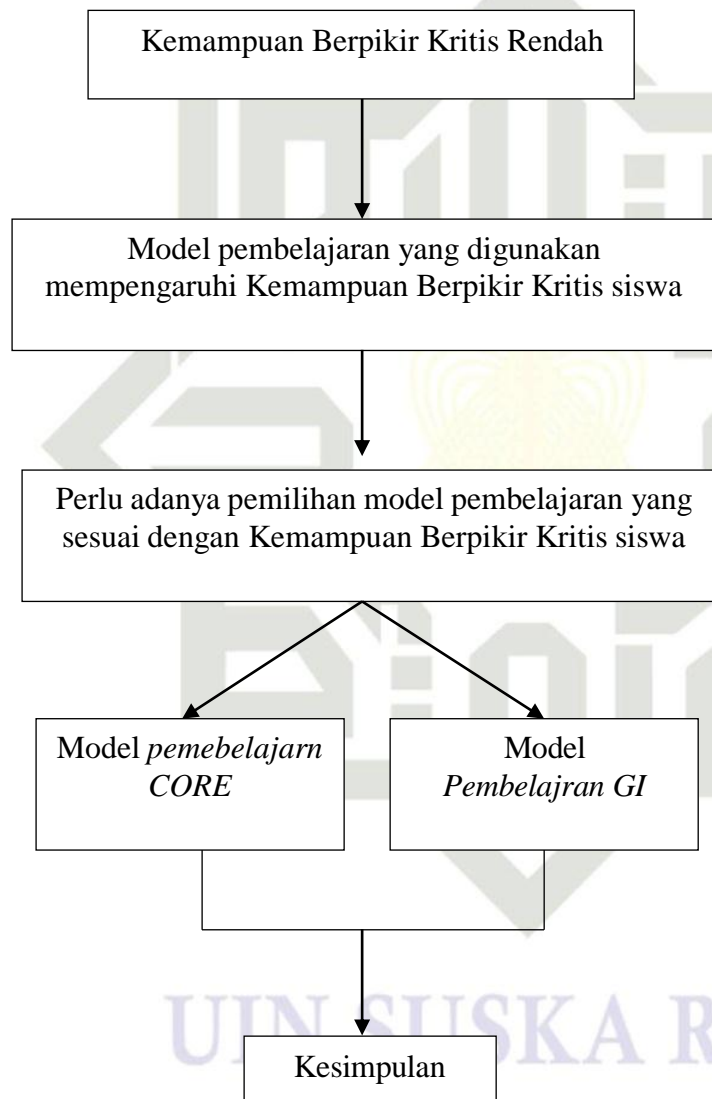 Kemampuan Berpikir Kritis Rendah
Model pembelajaran yang digunakan
mempengaruhi Kemampuan Berpikir Kritis siswa
Perlu adanya pemilihan model pembelajaran yang
sesuai dengan Kemampuan Berpikir Kritis siswa
Model pemebelajarn
CORE
Model
Pembelajran GI
UIN SUSKA R
Kesimpulan